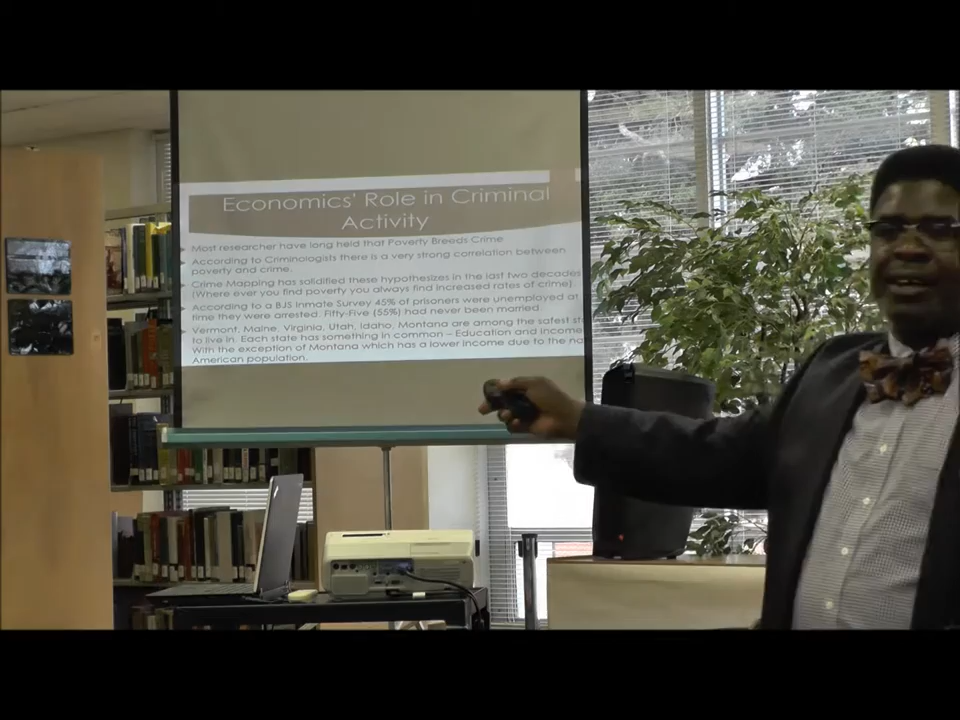 Economics' Role in Criminal
Activity
Most researcher have long held that Poverty Breeds Crime
According to Criminologists there is a very strong correlation between
poverty and crime.
Crime Mapping has solidified these hypothesizes in the last two decades
(Where ever you find poverty you always find increased rates of crime).
According to a BJS Inmate Survey 45% of prisoners were unemployed at
time they were arrested. Fifty-Five (55%) had never been married.
Vermont, Maine, Virginia, Utah, Idaho, Montana are among the safest st
to live in. Each state has something in common – Education and Income
With the exception of Montana which has a lower income due to the na
American population.